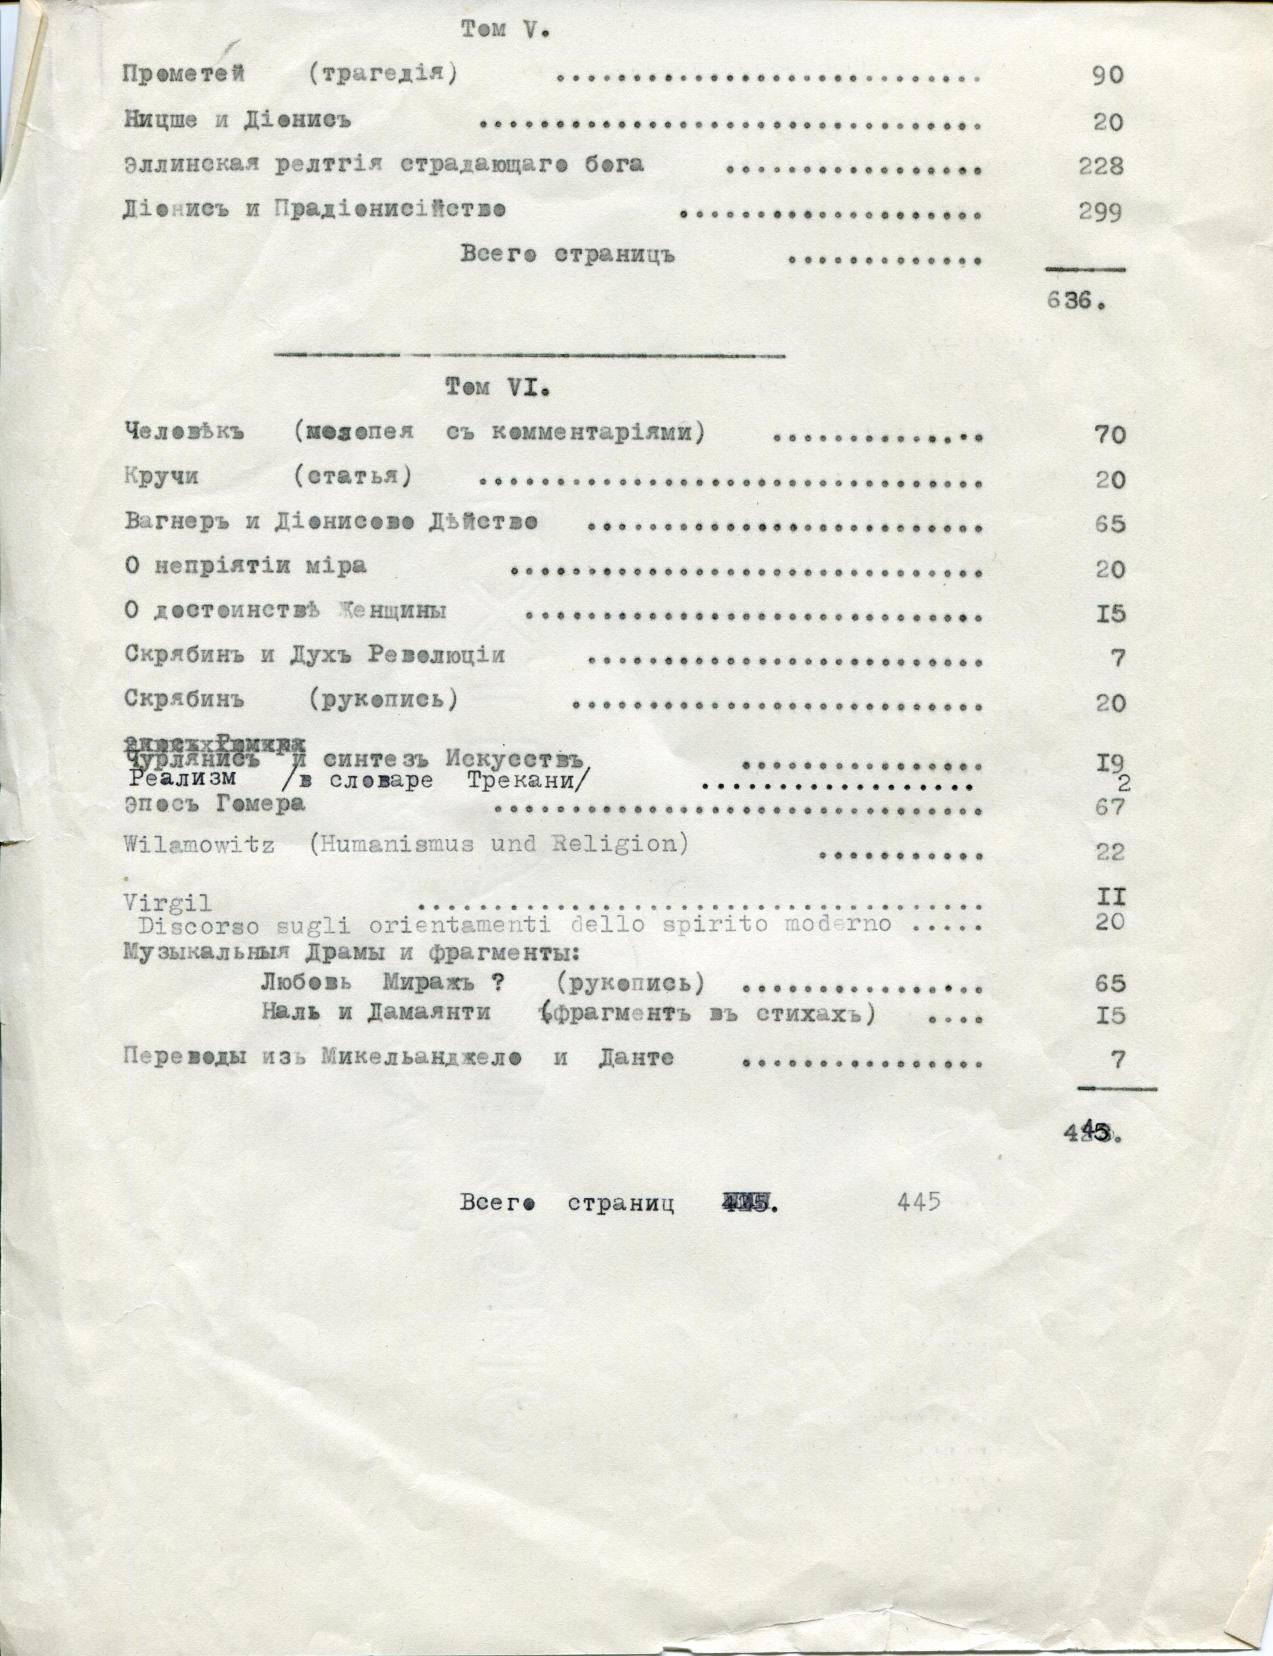 Том V.
Прометей (трагедія) ............................ 90
Ницше и Діонисъ ................................. 20
Эллинская релтгія страдающаго бога ................. 228
Діонисъ и Прадіонисійство .................... 299
Всего страницъ .............
636.
Том VI.
Человѣкъ (мелопея съ комментаріями) .............. 70
Кручи (статья) ................................. 20
Вагнеръ и Діонисово Дѣйство .......................... 65
О непріятіи міра ............................... 20
О достоинствѣ Женщины .............................. 15
Скрябинъ и Духъ Революціи .......................... 7
Скрябинъ (рукопись) ........................... 20
Чурлянисъ и синтезъ Искусствъ ................ 19
Реализм /в словаре Трекани/ .................. 2
Эпосъ Гомера ................................ 67
Wilamowitz (Humanismus und Religion) ........... 22
Virgil ..................................... II
Discorso sugli orientamenti dello spirito moderno ..... 20
Музыкальныя Драмы и фрагменты:
Любовь Миражъ ? (рукопись) ................ 65
Наль и Дамаянти (фрагментъ въ стихахъ) .... I5
Переводы изъ Микельанджело и Данте ................ 7
Всего страниц 445